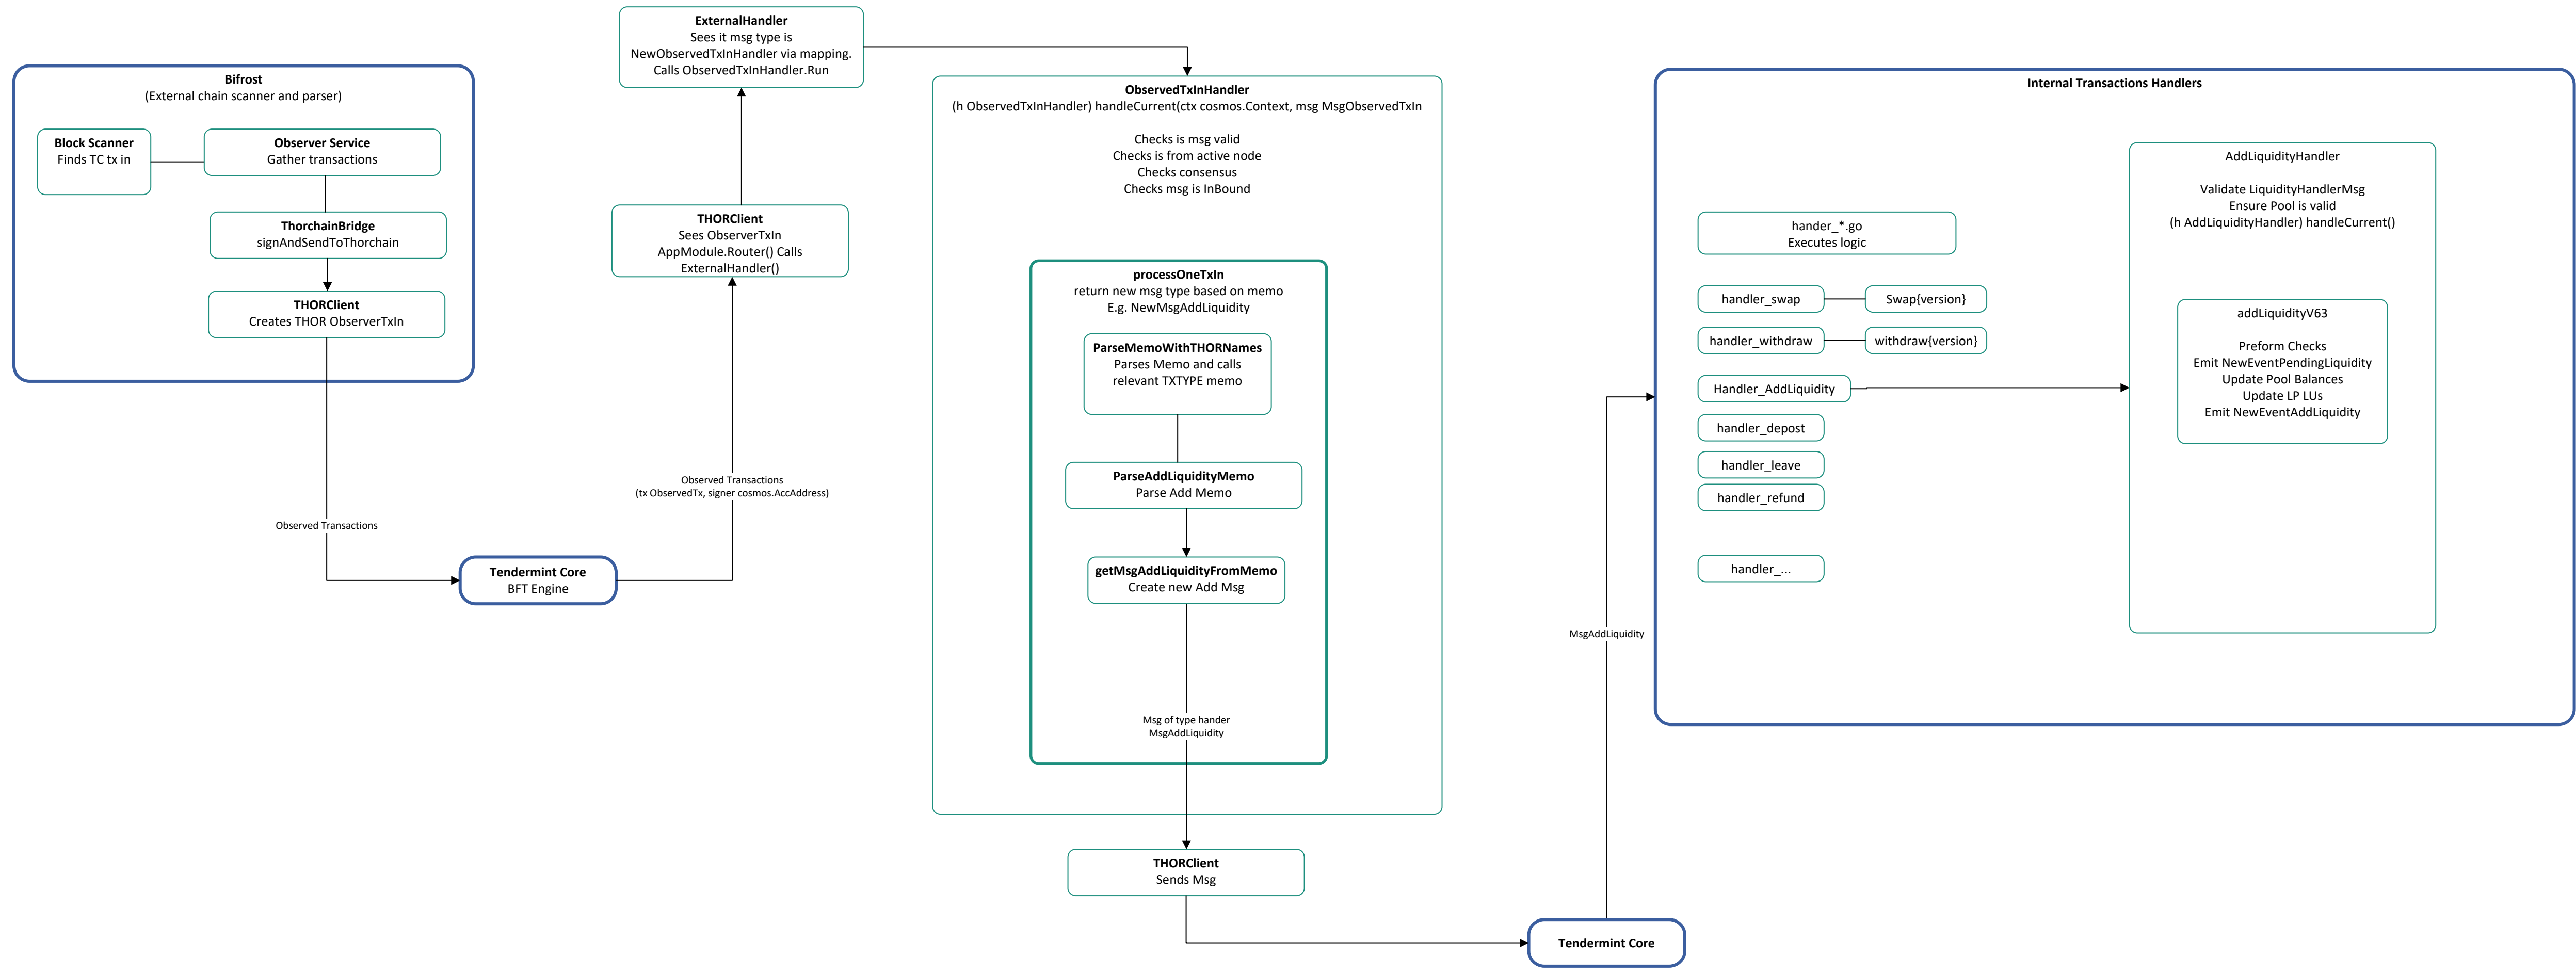 Bifrost
(External chain scanner and parser)
Block Scanner
Finds TC tx in
Observer Service
Gather transactions
ThorchainBridge
signAndSendToThorchain
THORClient
Creates THOR ObserverTxIn
Observed Transactions
Tendermint Core
BFT Engine
Observed Transactions
(tx ObservedTx, signer cosmos.AccAddress)
THORClient
Sees ObserverTxIn
AppModule.Router() Calls
ExternalHandler()
ExternalHandler
Sees it msg type is
NewObservedTxInHandler via mapping.
Calls ObservedTxInHandler.Run
ObservedTxInHandler
(h ObservedTxInHandler) handleCurrent(ctx cosmos.Context, msg MsgObservedTxIn
Checks is msg valid
Checks is from active node
Checks consensus
Checks msg is InBound
processOneTxIn
return new msg type based on memo
E.g. NewMsgAddLiquidity
ParseMemoWithTHORNames
Parses Memo and calls
relevant TXTYPE memo
ParseAddLiquidityMemo
Parse Add Memo
getMsgAddLiquidityFromMemo
Create new Add Msg
Msg of type hander
MsgAddLiquidity
THORClient
Sends Msg
Tendermint Core
MsgAddLiquidity
Internal Transactions Handlers
hander_*.go
Executes logic
handler_swap
Swap{version}
handler_withdraw
withdraw{version}
Handler_AddLiquidity
handler_depost
handler_leave
handler_refund
handler_...
AddLiquidityHandler
Validate LiquidityHandlerMsg
Ensure Pool is valid
(h AddLiquidityHandler) handleCurrent()
addLiquidityV63
Preform Checks
Emit NewEventPendingLiquidity
Update Pool Balances
Update LP LUs
Emit NewEventAddLiquidity